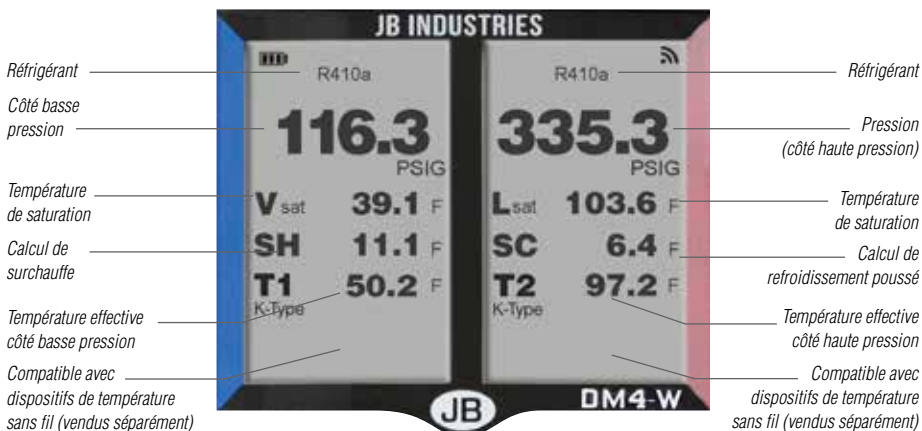 JB INDUSTRIES
Réfrigérant
Côté basse
pression
Température
de saturation
Calcul de
surchauffe
Température effective
côté basse pression
Compatible avec
dispositifs de température
sans fil (vendus séparément)
R410a
116.3
PSIG
V sat 39.1 F
SH 11.1 F
T1 50.2 F
K-Type
R410a
335.3
PSIG
Lsat 103.6 F
SC 6.4 F
T2 97.2 F
K-Type
JB
DM4-W
Réfrigérant
Pression
(côté haute pression)
Température
de saturation
Calcul de
refroidissement poussé
Température effective
côté haute pression
Compatible avec
dispositifs de température
sans fil (vendus séparément)